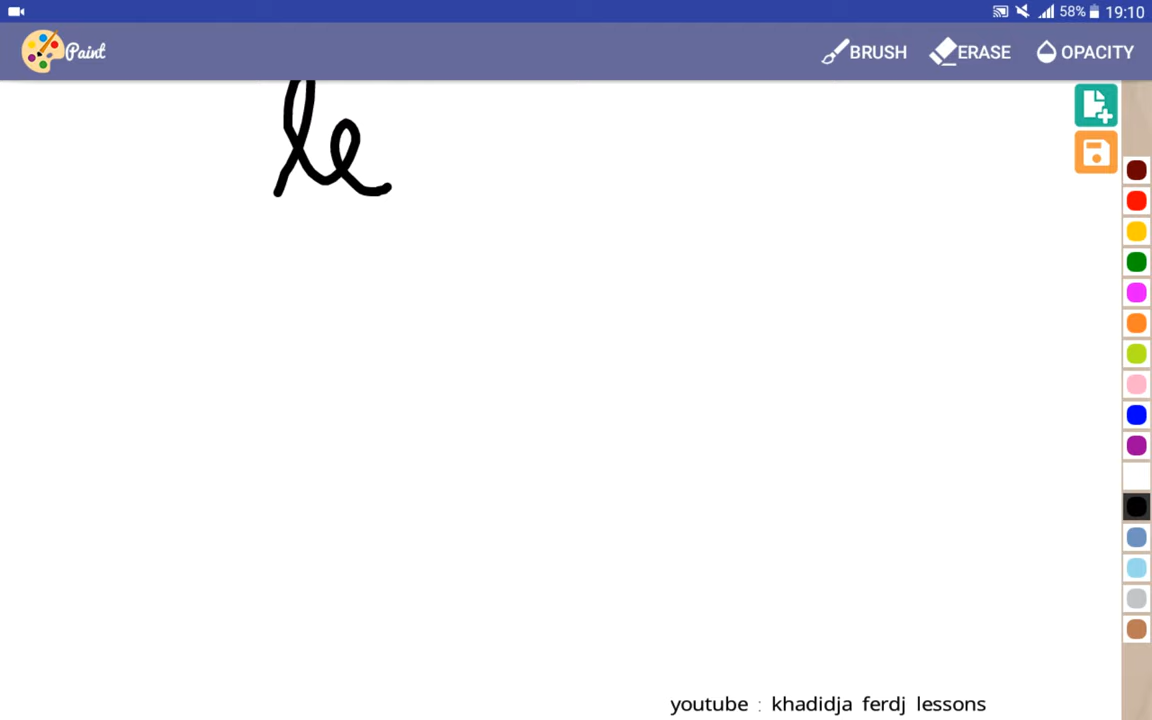 58% 19:10
Paint BRUSH ERASE OPACITY
le
youtube : khadidja ferdj lessons